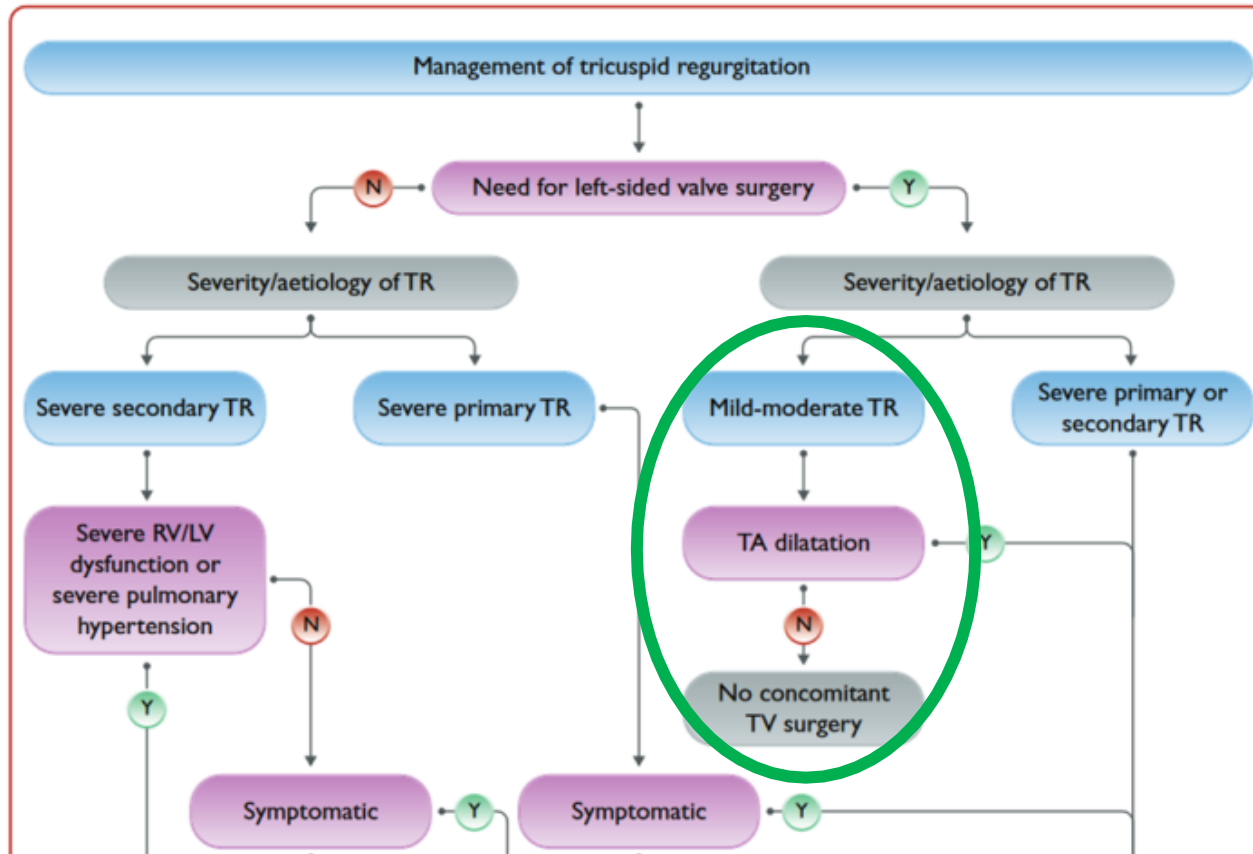 Management of tricuspid regurgitation
N
Need for left-sided valve surgery
Y
Severity/aetiology of TR
Severity/aetiology of TR
Severe secondary TR
Severe primary TR
Mild-moderate TR
Severe primary or
secondary TR
Severe RV/LV
dysfunction or
severe pulmonary
hypertension
N
TA dilatation
Y
N
No concomitant
TV surgery
Y
Symptomatic
Y
Symptomatic
Y